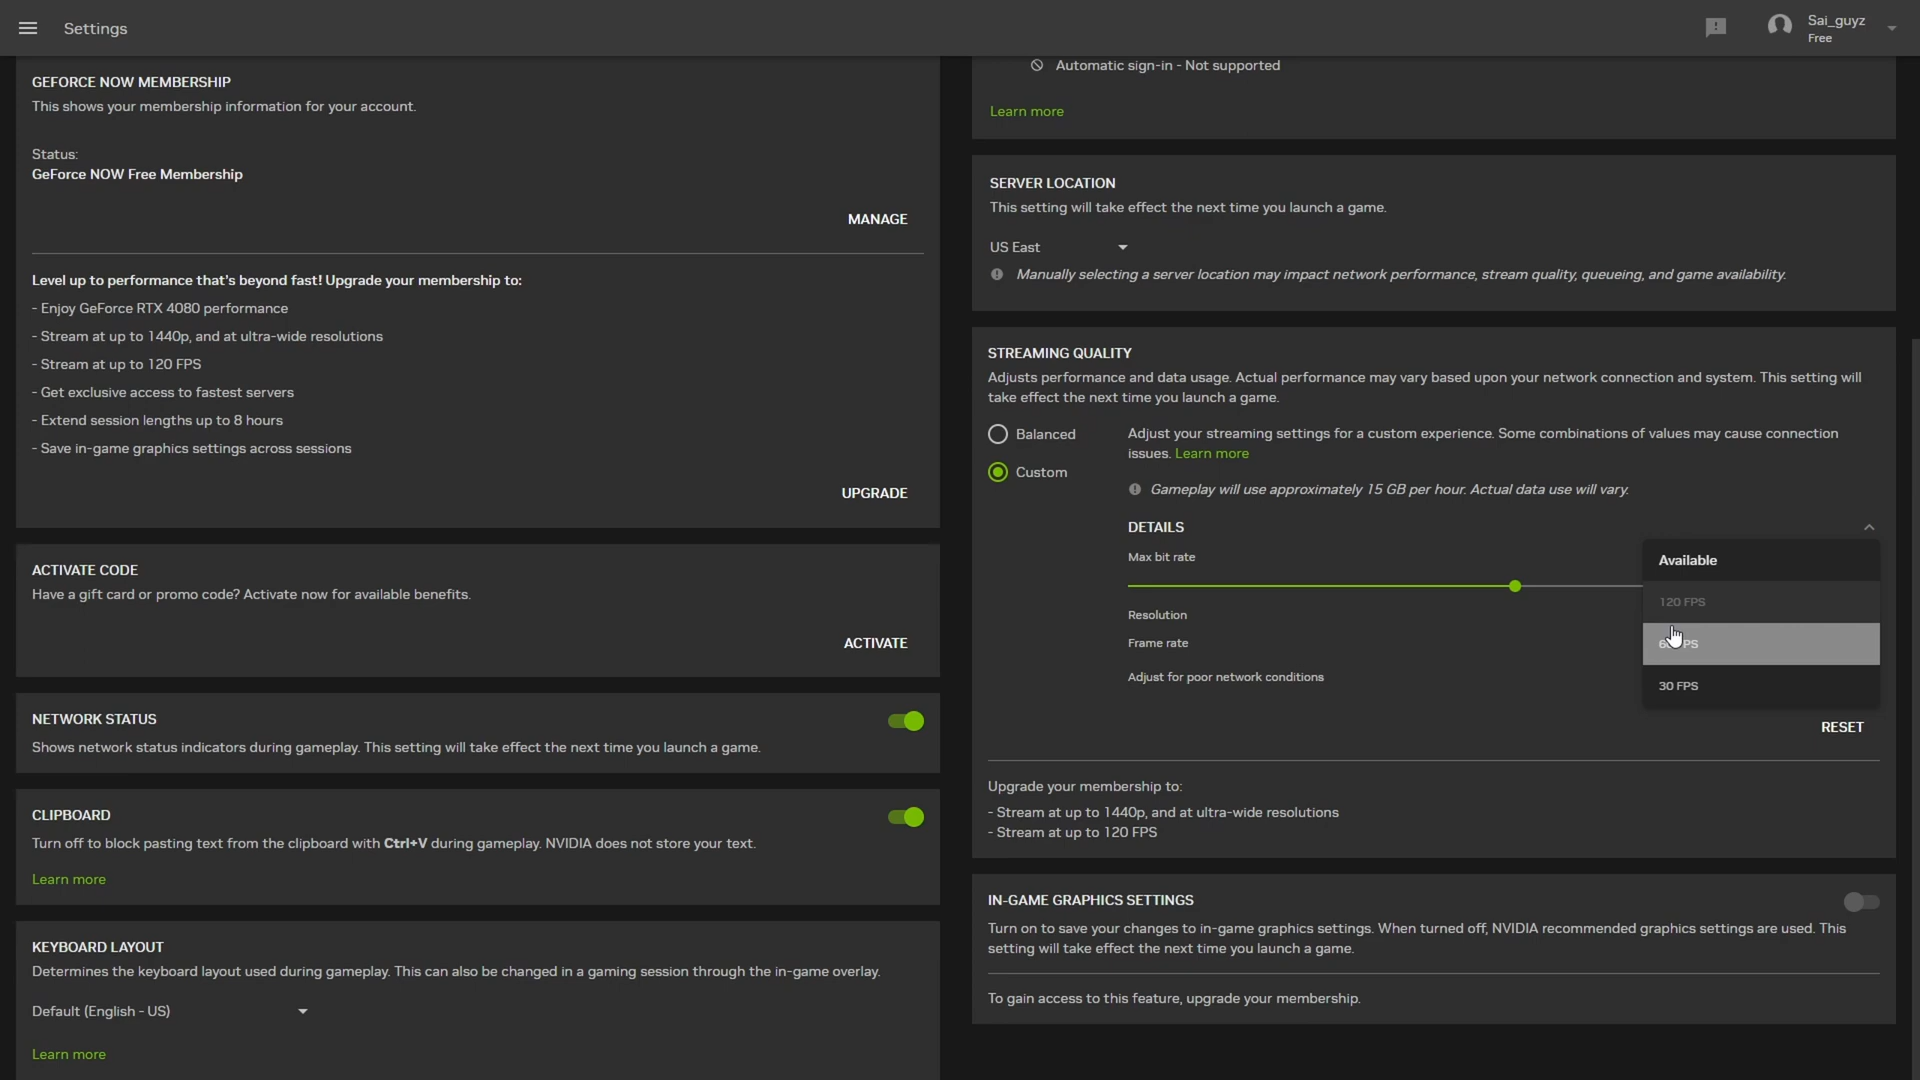 Settings
Sai_guyz
Free
GEFORCE NOW MEMBERSHIP
This shows your membership information for your account.
Status:
GeForce NOW Free Membership
MANAGE
Level up to performance that's beyond fast! Upgrade your membership to:
- Enjoy GeForce RTX 4080 performance
- Stream at up to 1440p, and at ultra-wide resolutions
- Stream at up to 120 FPS
- Get exclusive access to fastest servers
- Extend session lengths up to 8 hours
- Save in-game graphics settings across sessions
UPGRADE
ACTIVATE CODE
Have a gift card or promo code? Activate now for available benefits.
ACTIVATE
NETWORK STATUS
Shows network status indicators during gameplay. This setting will take effect the next time you launch a game.
CLIPBOARD
Turn off to block pasting text from the clipboard with Ctrl+V during gameplay. NVIDIA does not store your text.
Learn more
KEYBOARD LAYOUT
Determines the keyboard layout used during gameplay. This can also be changed in a gaming session through the in-game overlay.
Default (English - US)
Learn more
Automatic sign-in - Not supported
Learn more
SERVER LOCATION
This setting will take effect the next time you launch a game.
US East
Manually selecting a server location may impact network performance, stream quality, queueing, and game availability.
STREAMING QUALITY
Adjusts performance and data usage. Actual performance may vary based upon your network connection and system. This setting will
take effect the next time you launch a game.
Balanced
Custom
Adjust your streaming settings for a custom experience. Some combinations of values may cause connection
issues. Learn more
Gameplay will use approximately 15 GB per hour. Actual data use will vary.
DETAILS
Max bit rate
Resolution
Frame rate
Adjust for poor network conditions
Available
120 FPS
30 FPS
RESET
Upgrade your membership to:
- Stream at up to 1440p, and at ultra-wide resolutions
- Stream at up to 120 FPS
IN-GAME GRAPHICS SETTINGS
Turn on to save your changes to in-game graphics settings. When turned off, NVIDIA recommended graphics settings are used. This
setting will take effect the next time you launch a game.
To gain access to this feature, upgrade your membership.